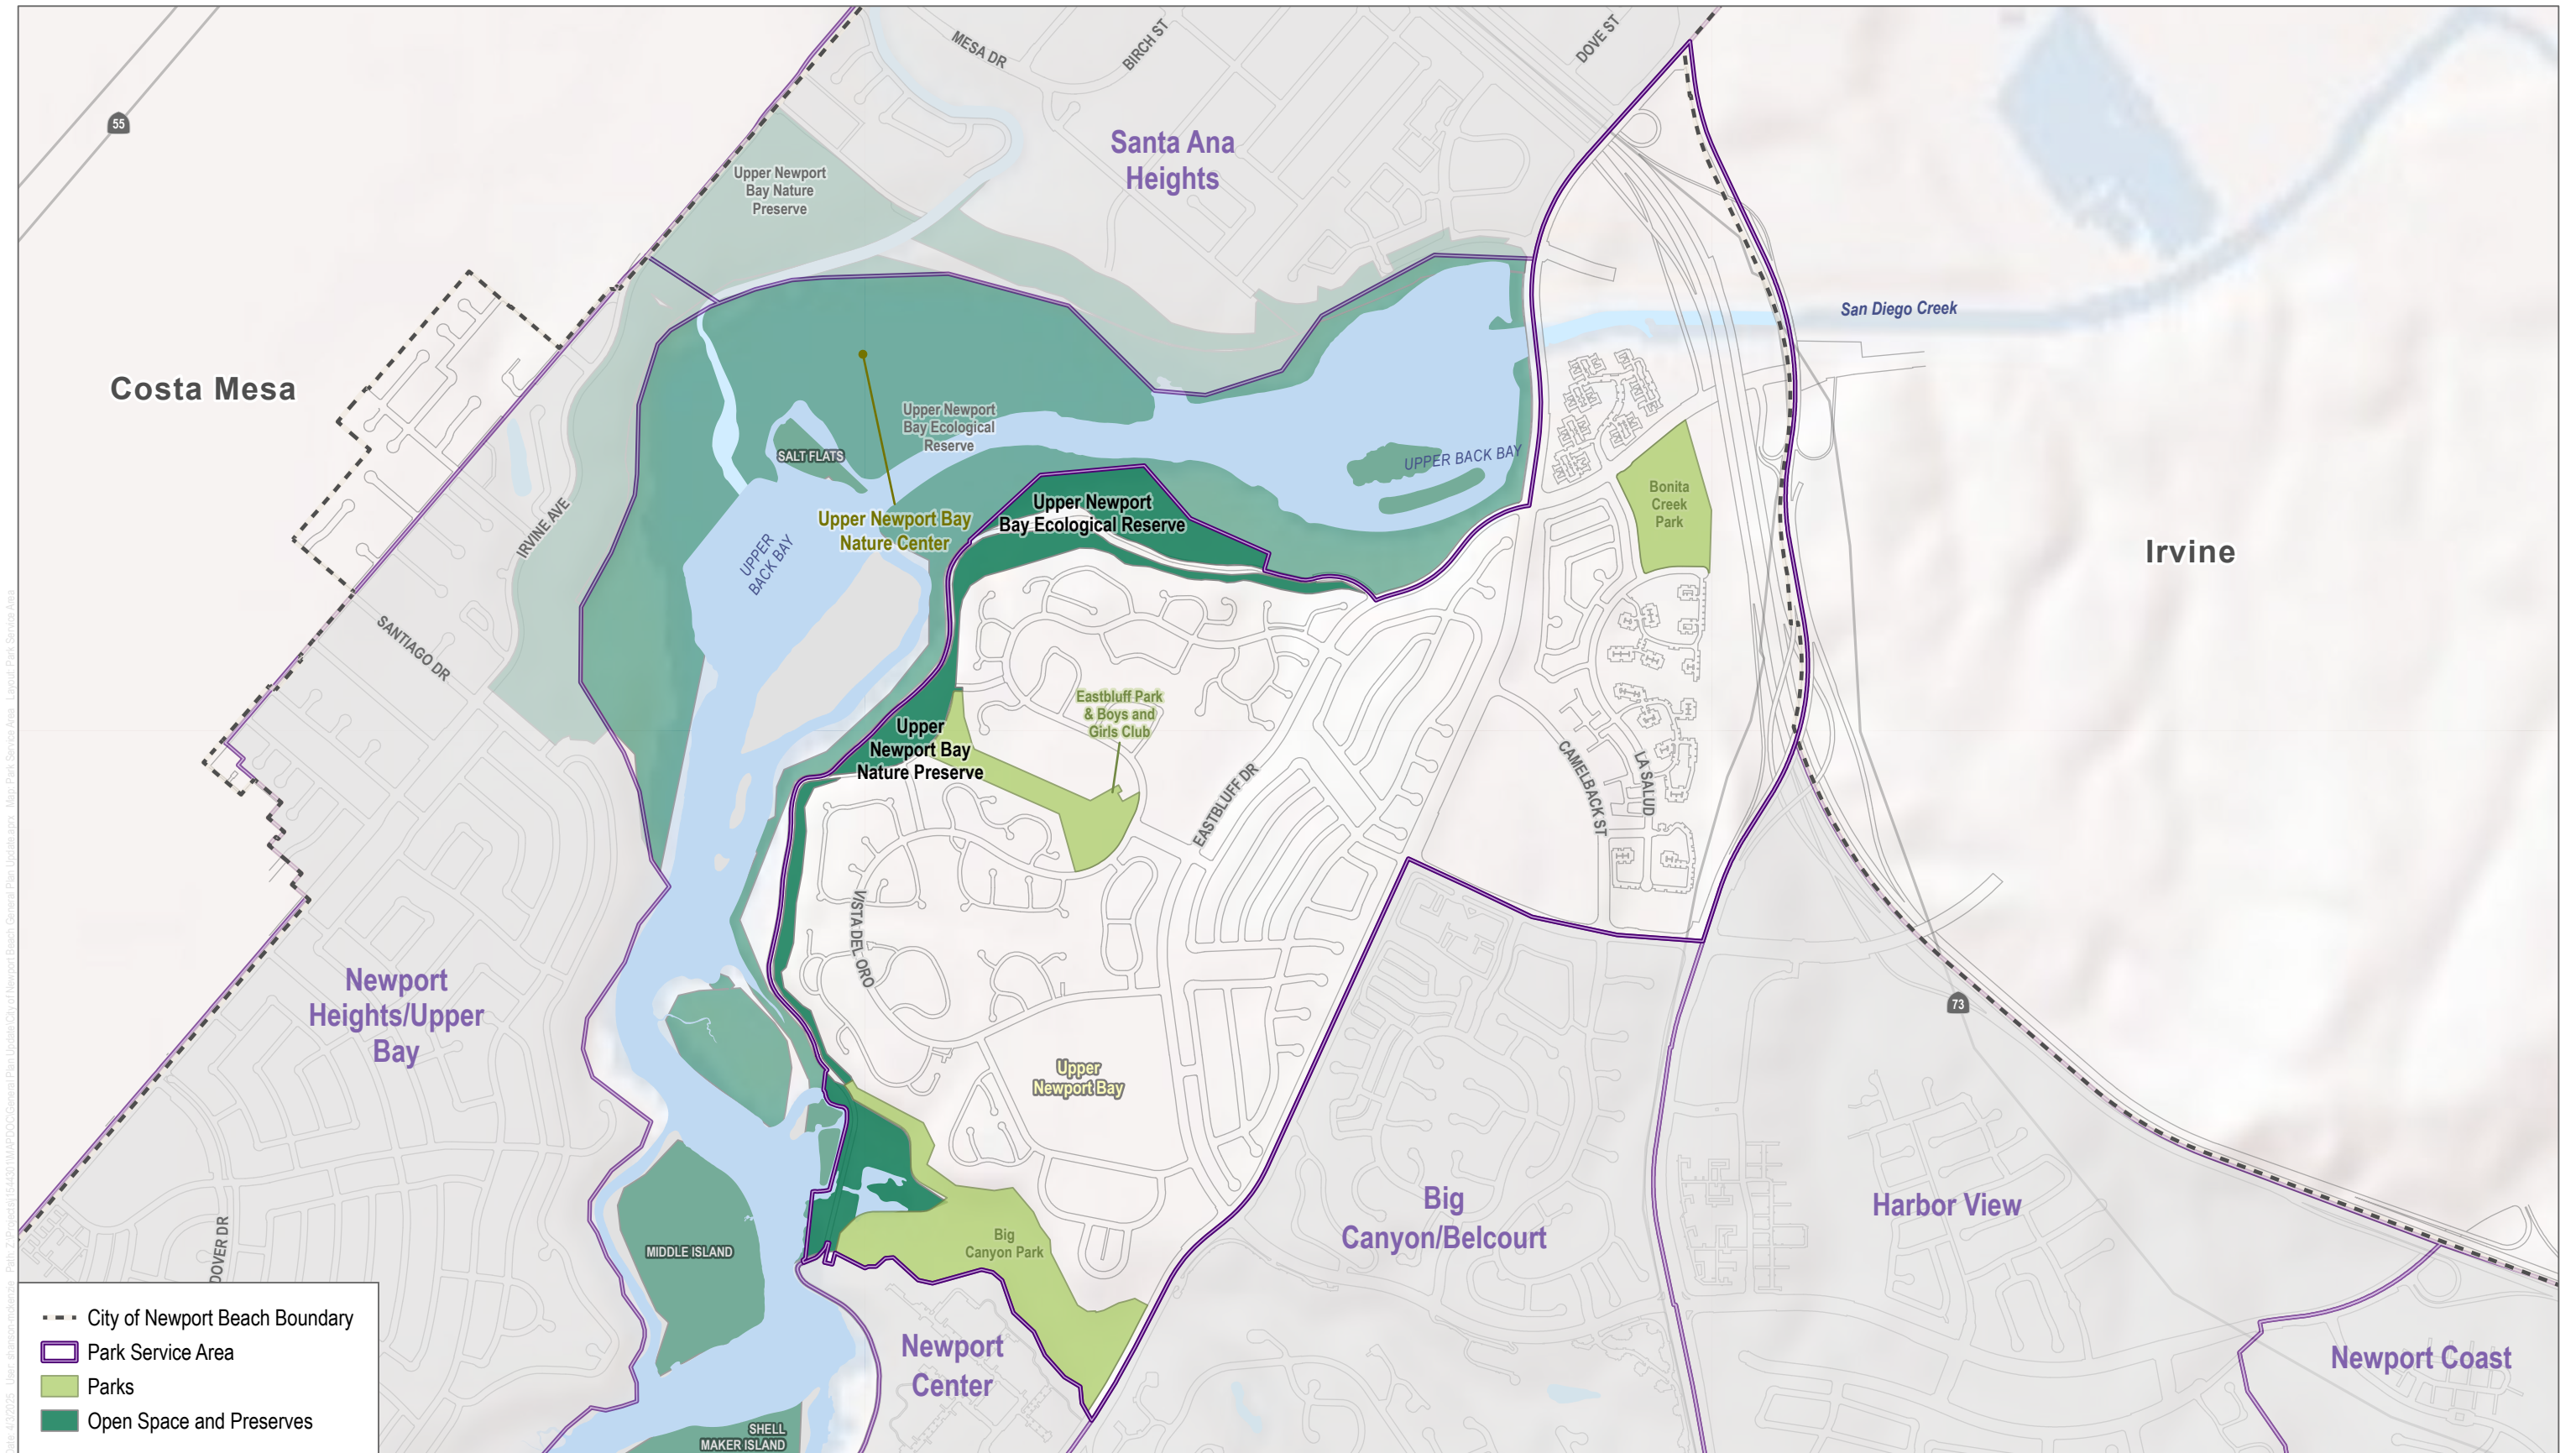 MESA DR
BIRCH ST
DOVE ST
55
Santa Ana
Heights
Upper Newport
Bay Nature
Preserve
San Diego Creek
Costa Mesa
Upper Newport
Bay Ecological
Reserve
SALT FLATS
UPPER BACK BAY
Bonita
Creek
Park
Upper Newport
Bay Ecological Reserve
Upper Newport Bay
Nature Center
IRVINE AVE
UPPER
BACK BAY
Irvine
SANTIAGO DR
Eastbluff Park
& Boys and
Girls Club
Upper
Newport Bay
Nature Preserve
EASTBLUFF DR
CAMELBACK ST
LA SALUD
VISTA DEL ORO
Newport
Heights/Upper
Bay
73
Upper
Newport Bay
Big
Canyon/Belcourt
Harbor View
DOVER DR
MIDDLE ISLAND
Big
Canyon Park
Newport
Center
Newport Coast
SHELL
MAKER ISLAND
City of Newport Beach Boundary
Park Service Area
Parks
Open Space and Preserves